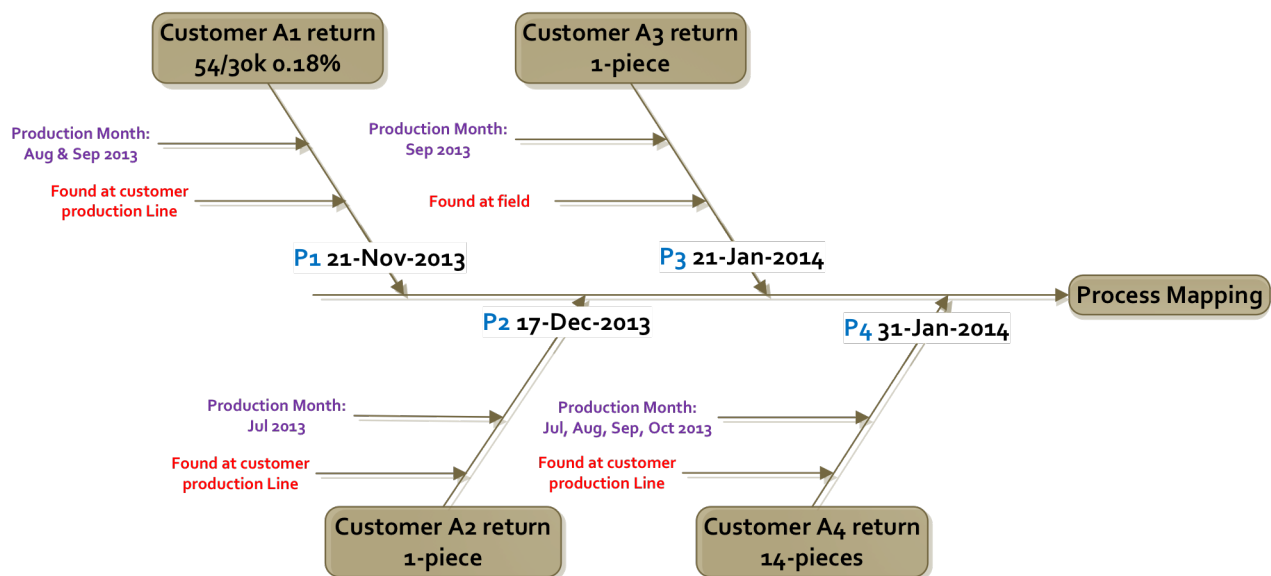 Customer A1 return
54/30k 0.18%
Production Month:
Aug & Sep 2013
Found at customer
production Line
P1 21-Nov-2013
Customer A3 return
1-piece
Production Month:
Sep 2013
Found at field
P3 21-Jan-2014
Process Mapping
P2 17-Dec-2013
Production Month:
Jul 2013
Found at customer
production Line
Customer A2 return
1-piece
P4 31-Jan-2014
Production Month:
Jul, Aug, Sep, Oct 2013
Found at customer
production Line
Customer A4 return
14-pieces